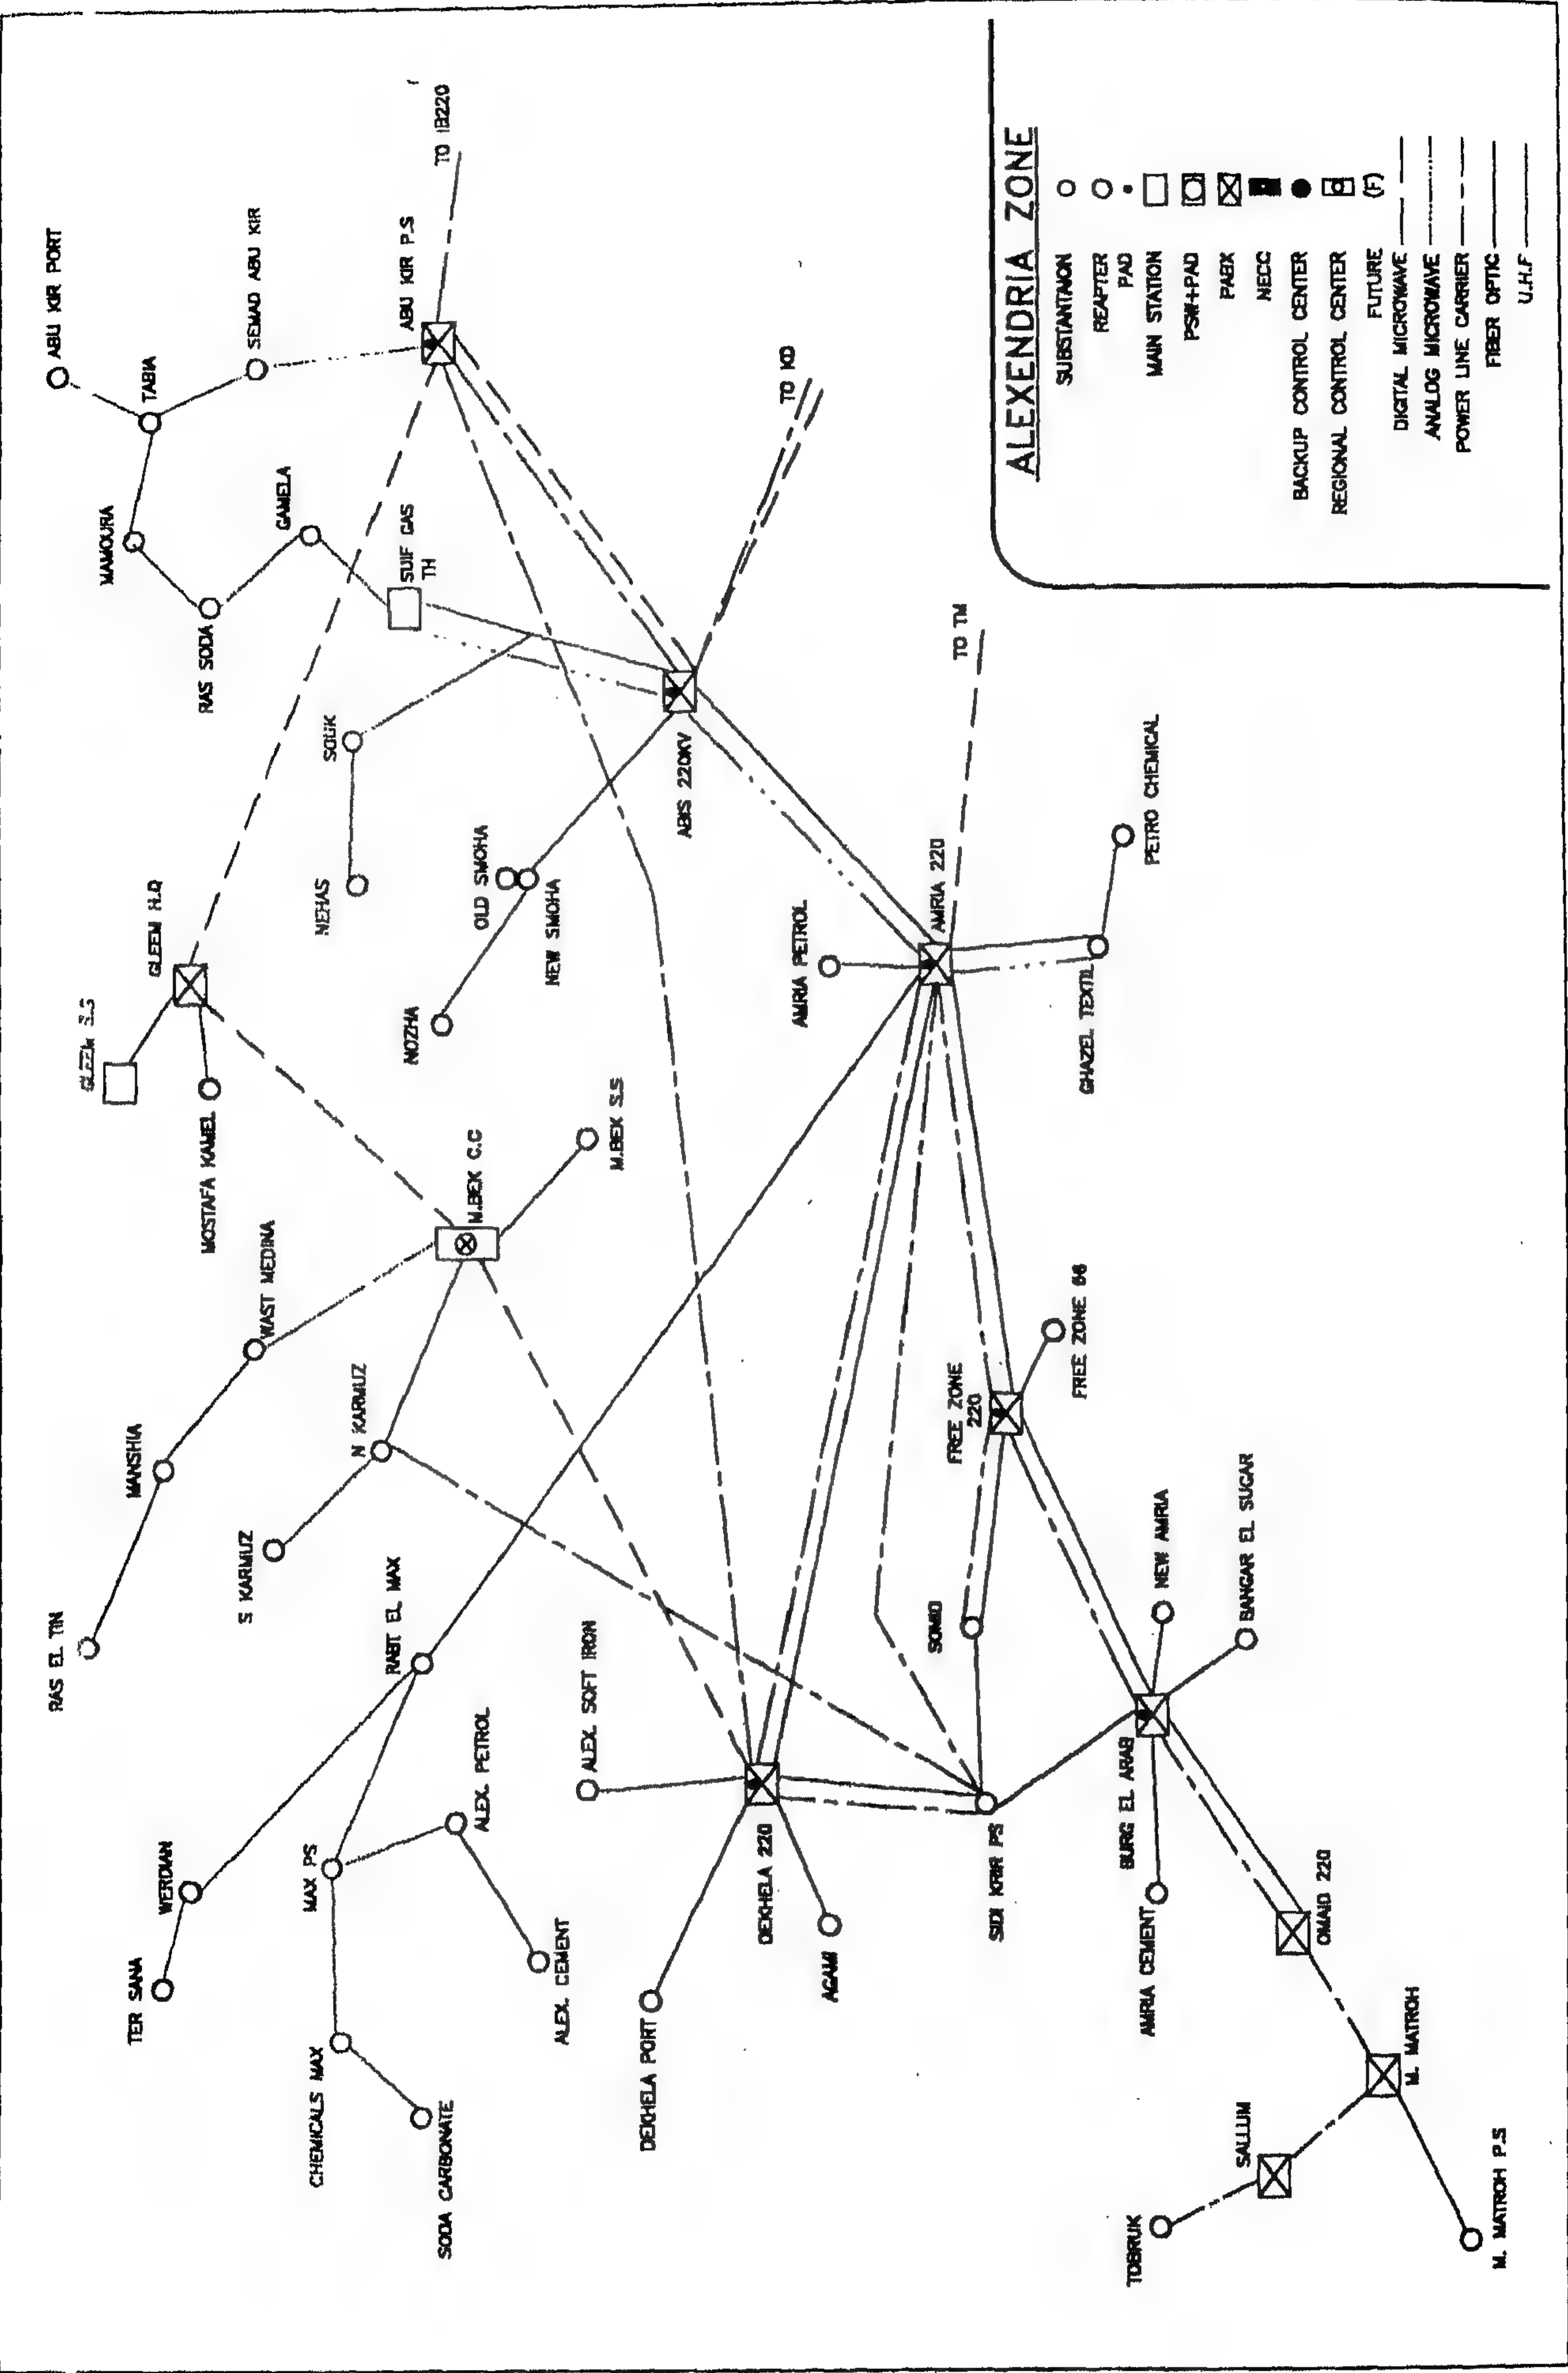 RAS EL TIN
MANSHIA
WAST MEDINA
MOSTAFA KAMEL
GLEEM S.S
GLEEM H.Q
RAS SODA
MAMOURA
TABIA
ABU KIR PORT
SEMAD ABU KIR
GAMELA
SUIF GAS
TH
ABU KIR P.S
TO IB220
TER SANA
WERDIAN
S KARMUZ
N KARMUZ
M.BEK C.C
M.BEK S.S
NOZHA
OLD SMOHA
NEW SMOHA
NEHAS
SOUK
CHEMICALS MAX
SODA CARBONATE
MAX PS
RABT EL MAX
ALEX. PETROL
ALEX. CEMENT
ALEX. SOFT IRON
ABIS 220KV
TO KD
DEKHELA PORT
DEKHELA 220
AGAMI
AMRIA PETROL
AMRIA 220
TO TM
SIDI KRIR PS
SOMID
FREE ZONE
220
FREE ZONE 66
GHAZEL TEXTIL
PETRO CHEMICAL
TOBRUK
SALLUM
AMRIA CEMENT
BURG EL ARAB
NEW AMRIA
BANGAR EL SUGAR
OMAID 220
M. MATROH
M. MATROH P.S
ALEXENDRIA ZONE
SUBSTANTAION
REAPTER
PAD
MAIN STATION
PSW+PAD
PABX
NECC
BACKUP CONTROL CENTER
REGIONAL CONTROL CENTER
FUTURE (F)
DIGITAL MICROWAVE
ANALOG MICROWAVE
POWER LINE CARRIER
FIBER OPTIC
U.H.F